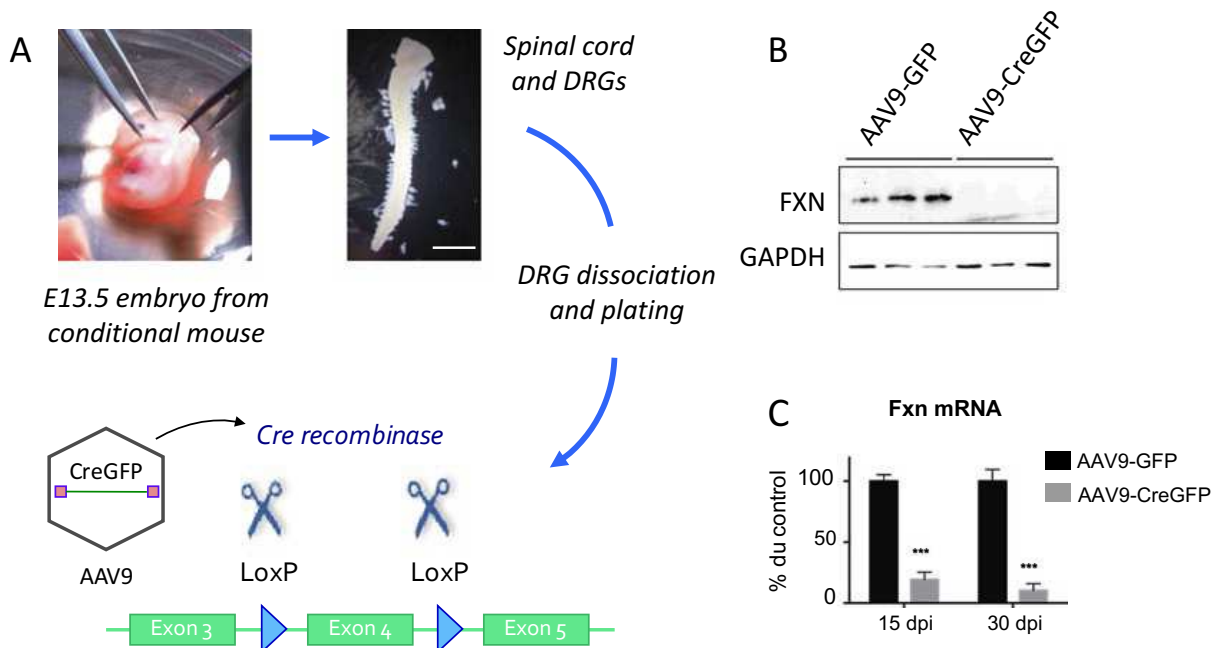 A
Spinal cord
and DRGs
E13.5 embryo from
conditional mouse
DRG dissociation
and plating
CreGFP
AAV9
Cre recombinase
LoxP
LoxP
Exon 3
Exon 4
Exon 5
B
AAV9-GFP
AAV9-CreGFP
FXN
GAPDH
C
Fxn mRNA
AAV9-GFP
AAV9-CreGFP
% du control
100
50
0
***
***
15 dpi
30 dpi